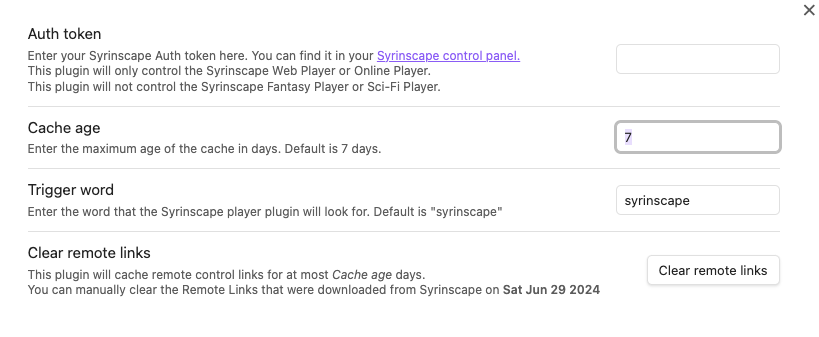 Auth token
Enter your Syrinscape Auth token here. You can find it in your Syrinscape control panel.
This plugin will only control the Syrinscape Web Player or Online Player.
This plugin will not control the Syrinscape Fantasy Player or Sci-Fi Player.
Cache age
Enter the maximum age of the cache in days. Default is 7 days.
7
Trigger word
Enter the word that the Syrinscape player plugin will look for. Default is "syrinscape"
syrinscape
Clear remote links
This plugin will cache remote control links for at most Cache age days.
You can manually clear the Remote Links that were downloaded from Syrinscape on Sat Jun 29 2024
Clear remote links